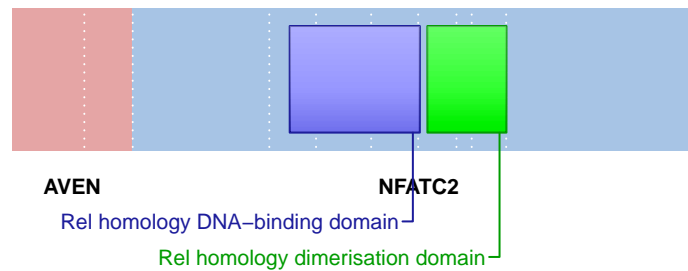 AVEN NFATC2
Rel homology DNA−binding domain
Rel homology dimerisation domain